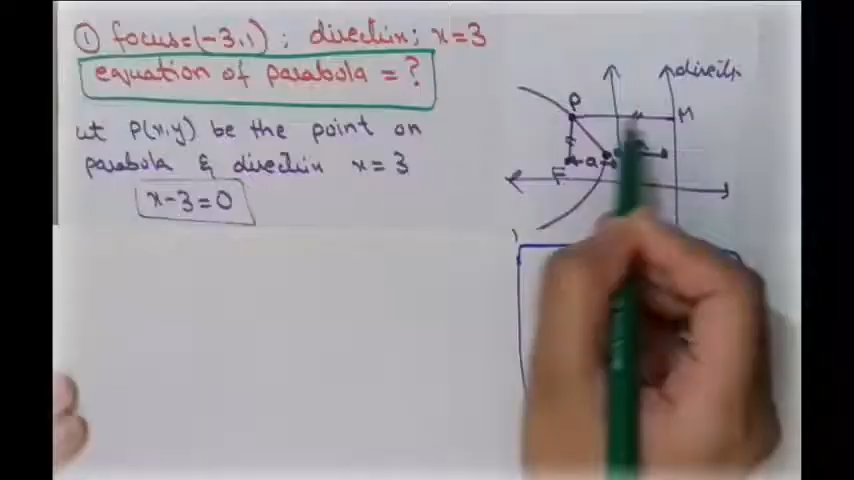 ① focus=(-3,1) ; directrix; x=3
equation of parabola = ?
Let P(x,y) be the point on
parabola & directrix x=3
x-3=0
P
M
F
a